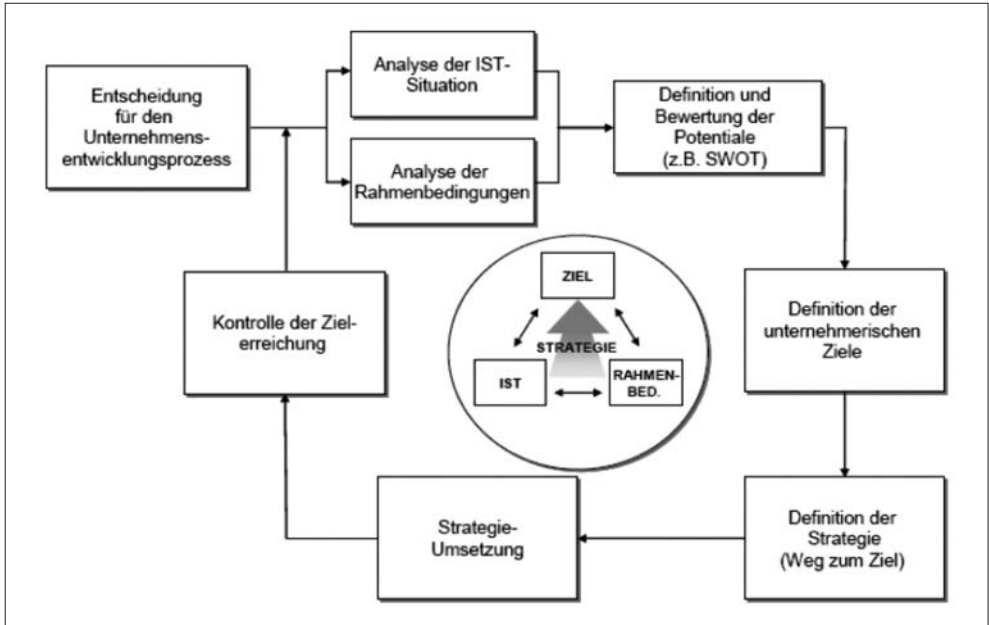 Entscheidung
für den
Unternehmens-
entwicklungsprozess
Analyse der IST-
Situation
Analyse der
Rahmenbedingungen
Definition und
Bewertung der
Potentiale
(z.B. SWOT)
Definition der
unternehmerischen
Ziele
Definition der
Strategie
(Weg zum Ziel)
Strategie-
Umsetzung
Kontrolle der Ziel-
erreichung
ZIEL
STRATEGIE
IST
RAHMEN-
BED.